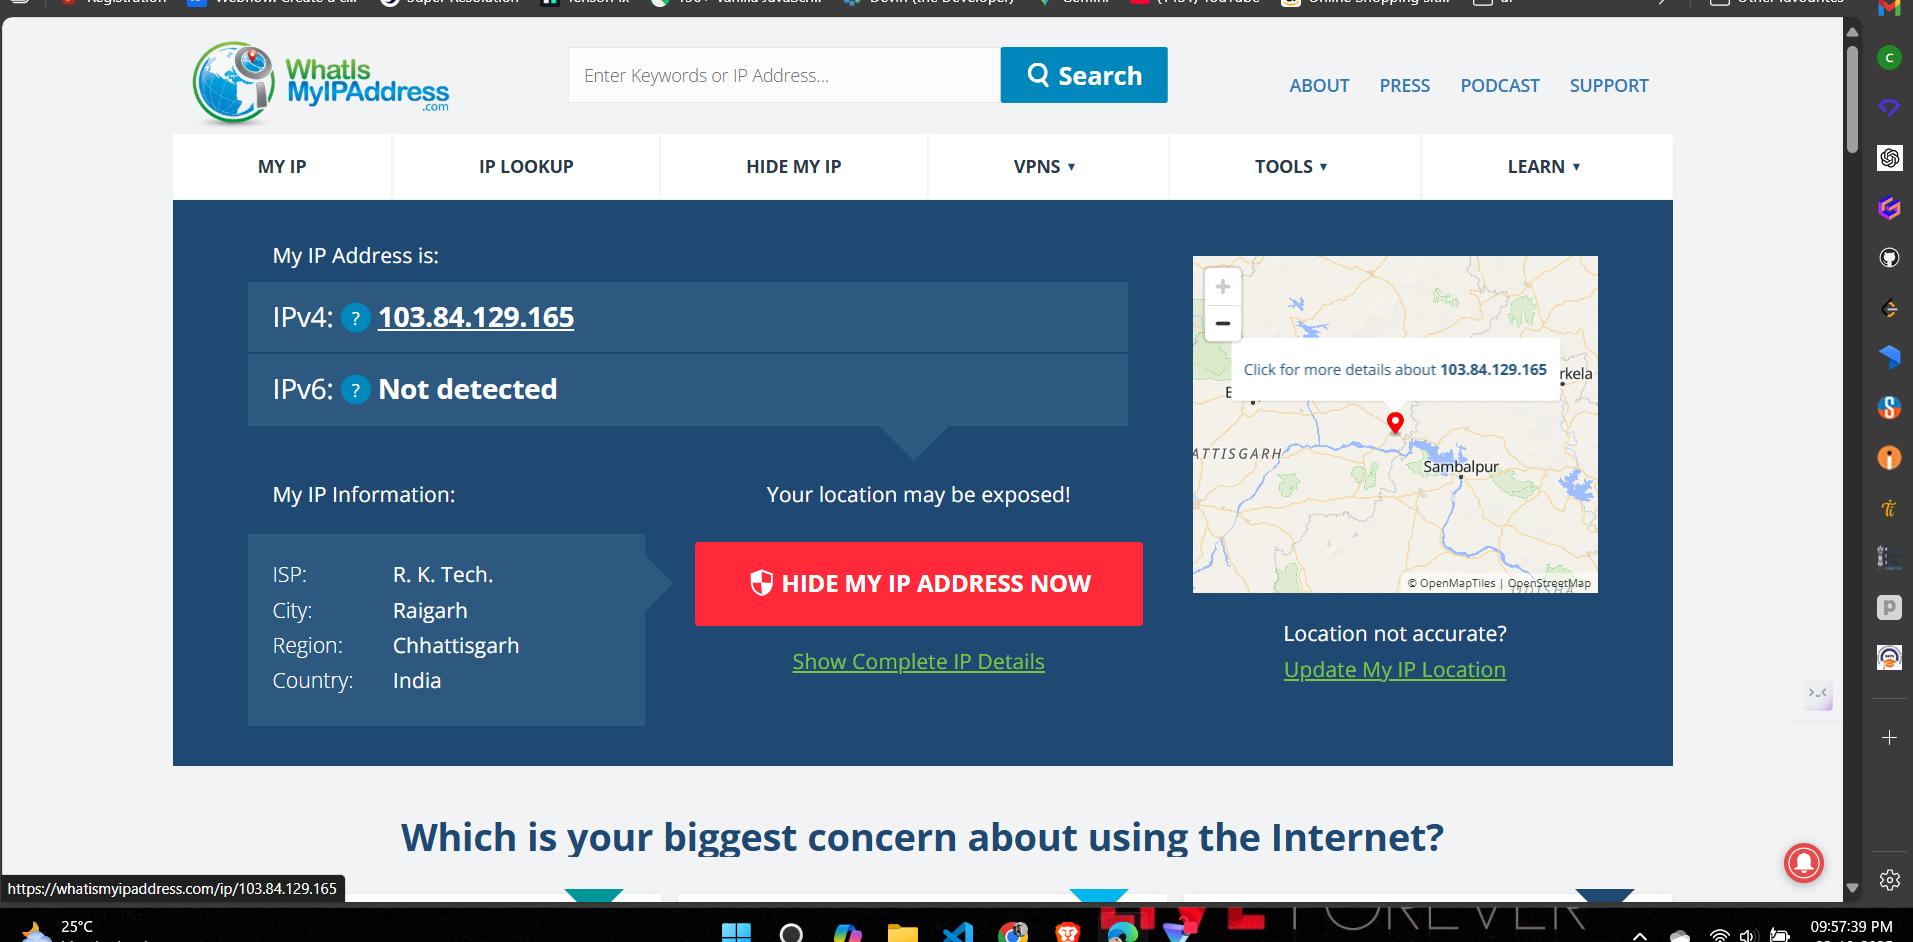 WhatIs
MyIPAddress
.com
Enter Keywords or IP Address...
Search
ABOUT PRESS PODCAST SUPPORT
MY IP IP LOOKUP HIDE MY IP VPNS ▾ TOOLS ▾ LEARN ▾
My IP Address is:
IPv4: ? 103.84.129.165
IPv6: ? Not detected
Click for more details about 103.84.129.165
rkela
ATTISGARH
Sambalpur
© OpenMapTiles | OpenStreetMap
My IP Information:
ISP: R. K. Tech.
City: Raigarh
Region: Chhattisgarh
Country: India
Your location may be exposed!
HIDE MY IP ADDRESS NOW
Show Complete IP Details
Location not accurate?
Update My IP Location
Which is your biggest concern about using the Internet?
https://whatismyipaddress.com/ip/103.84.129.165
25°C
FOREVER
09:57:39 PM